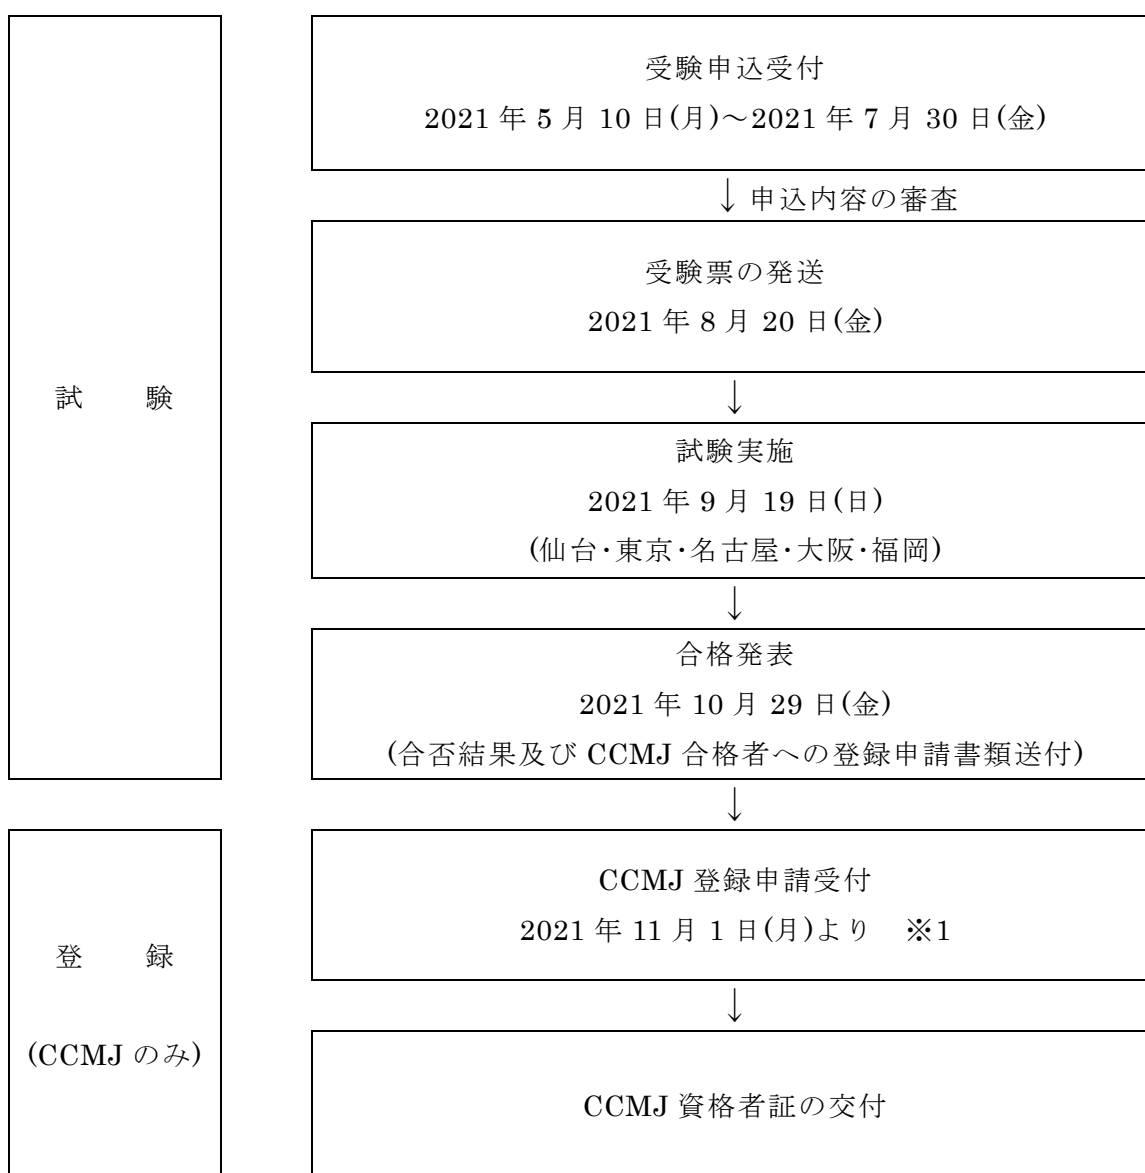 試 験
受験申込受付
2021 年 5 月 10 日(月)～2021 年 7 月 30 日(金)
↓ 申込内容の審査
受験票の発送
2021 年 8 月 20 日(金)
↓
試験実施
2021 年 9 月 19 日(日)
(仙台･東京･名古屋･大阪･福岡)
↓
合格発表
2021 年 10 月 29 日(金)
(合否結果及び CCMJ 合格者への登録申請書類送付)
↓
登 録
(CCMJ のみ)
CCMJ 登録申請受付
2021 年 11 月 1 日(月)より ※1
↓
CCMJ 資格者証の交付